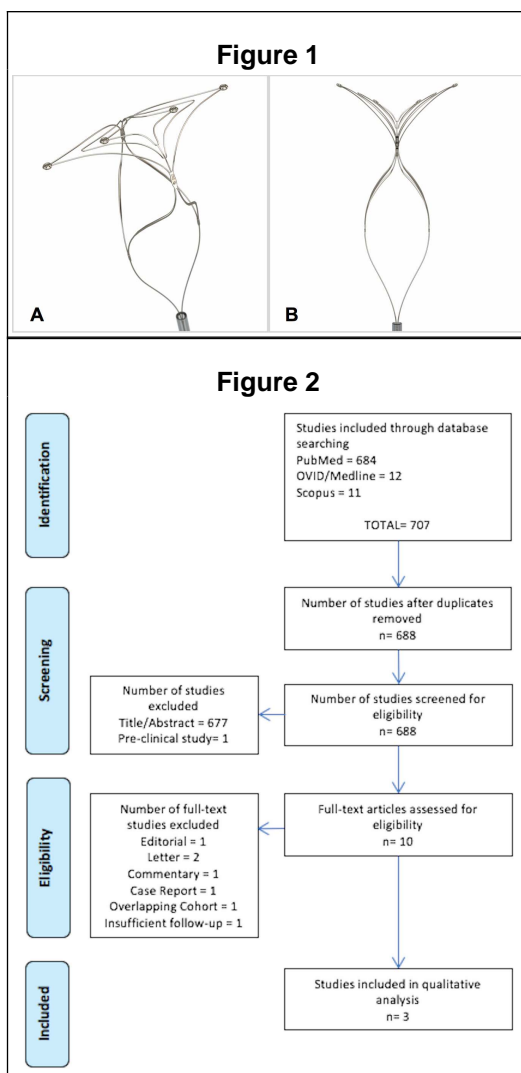 Figure 1
A
B
Figure 2
Identification
Studies included through database
searching
PubMed = 684
OVID/Medline = 12
Scopus = 11
TOTAL= 707
Screening
Number of studies after duplicates
removed
n= 688
Number of studies
excluded
Title/Abstract = 677
Pre-clinical study= 1
Number of studies screened for
eligibility
n= 688
Eligibility
Number of full-text
studies excluded
Editorial = 1
Letter = 2
Commentary = 1
Case Report = 1
Overlapping Cohort = 1
Insufficient follow-up = 1
Full-text articles assessed for
eligibility
n= 10
Included
Studies included in qualitative
analysis
n= 3